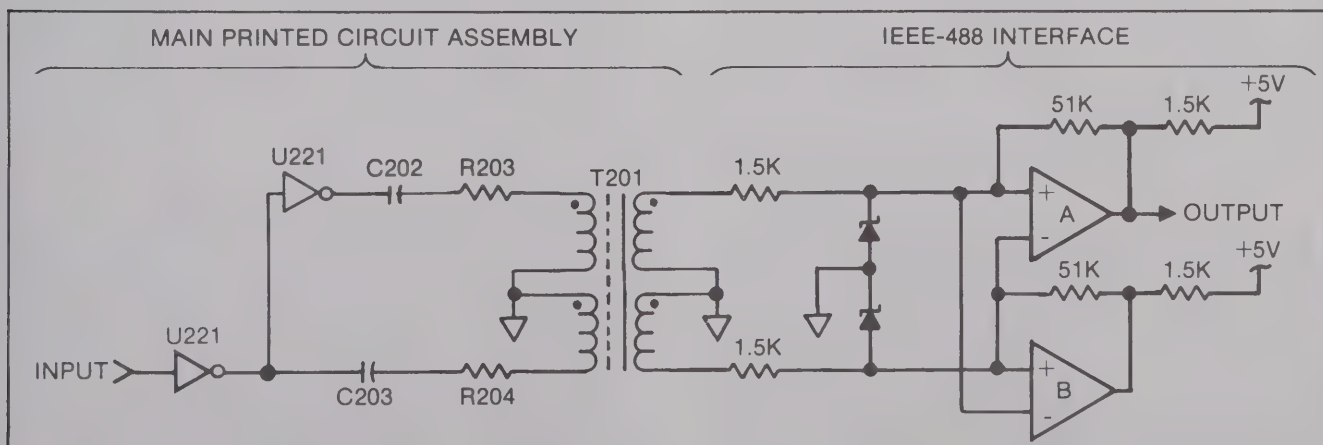 MAIN PRINTED CIRCUIT ASSEMBLY
IEEE-488 INTERFACE
+5V
51K
1.5K
U221
C202
R203
T201
1.5K
+
A
-
OUTPUT
+5V
51K
1.5K
U221
INPUT
C203
R204
1.5K
+
B
-